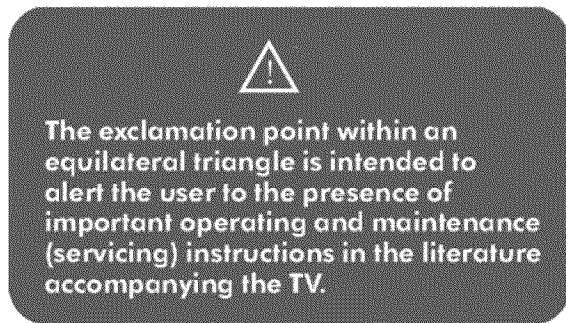 !
The exclamation point within an
equilateral triangle is intended to
alert the user to the presence of
important operating and maintenance
(servicing) instructions in the literature
accompanying the TV.